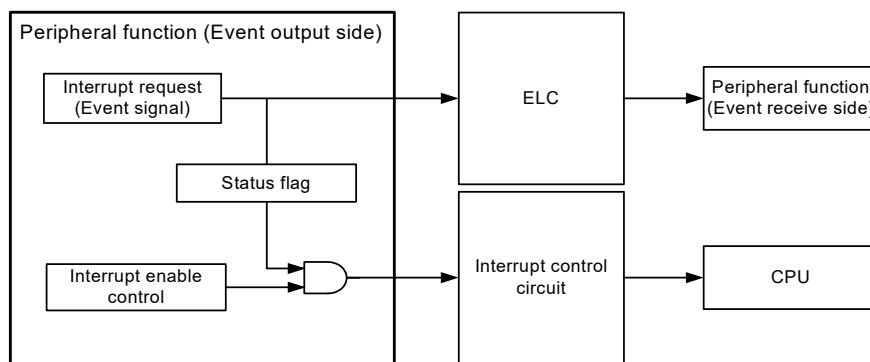 Peripheral function (Event output side)
Interrupt request
(Event signal)
ELC
Peripheral function
(Event receive side)
Status flag
Interrupt enable
control
Interrupt control
circuit
CPU